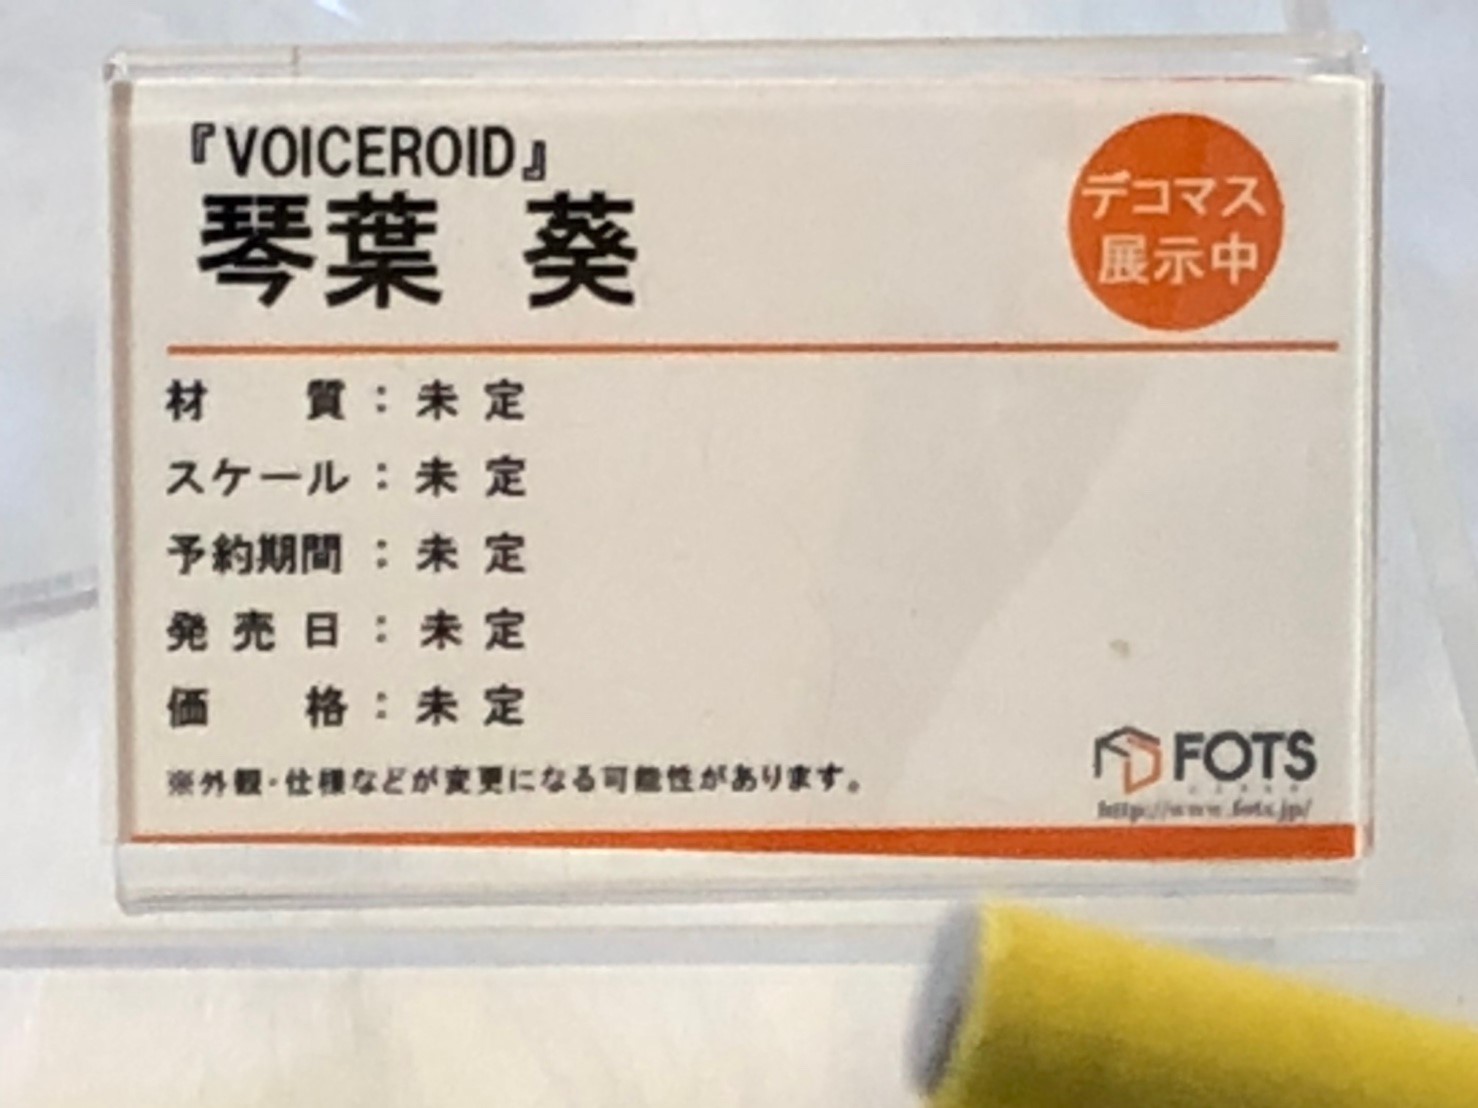 『VOICEROID』
琴葉 葵
デコマス
展示中
材質：未定
スケール：未定
予約期間：未定
発売日：未定
価格：未定
※外観・仕様などが変更になる可能性があります。
FOTS
http://www.fots.jp/